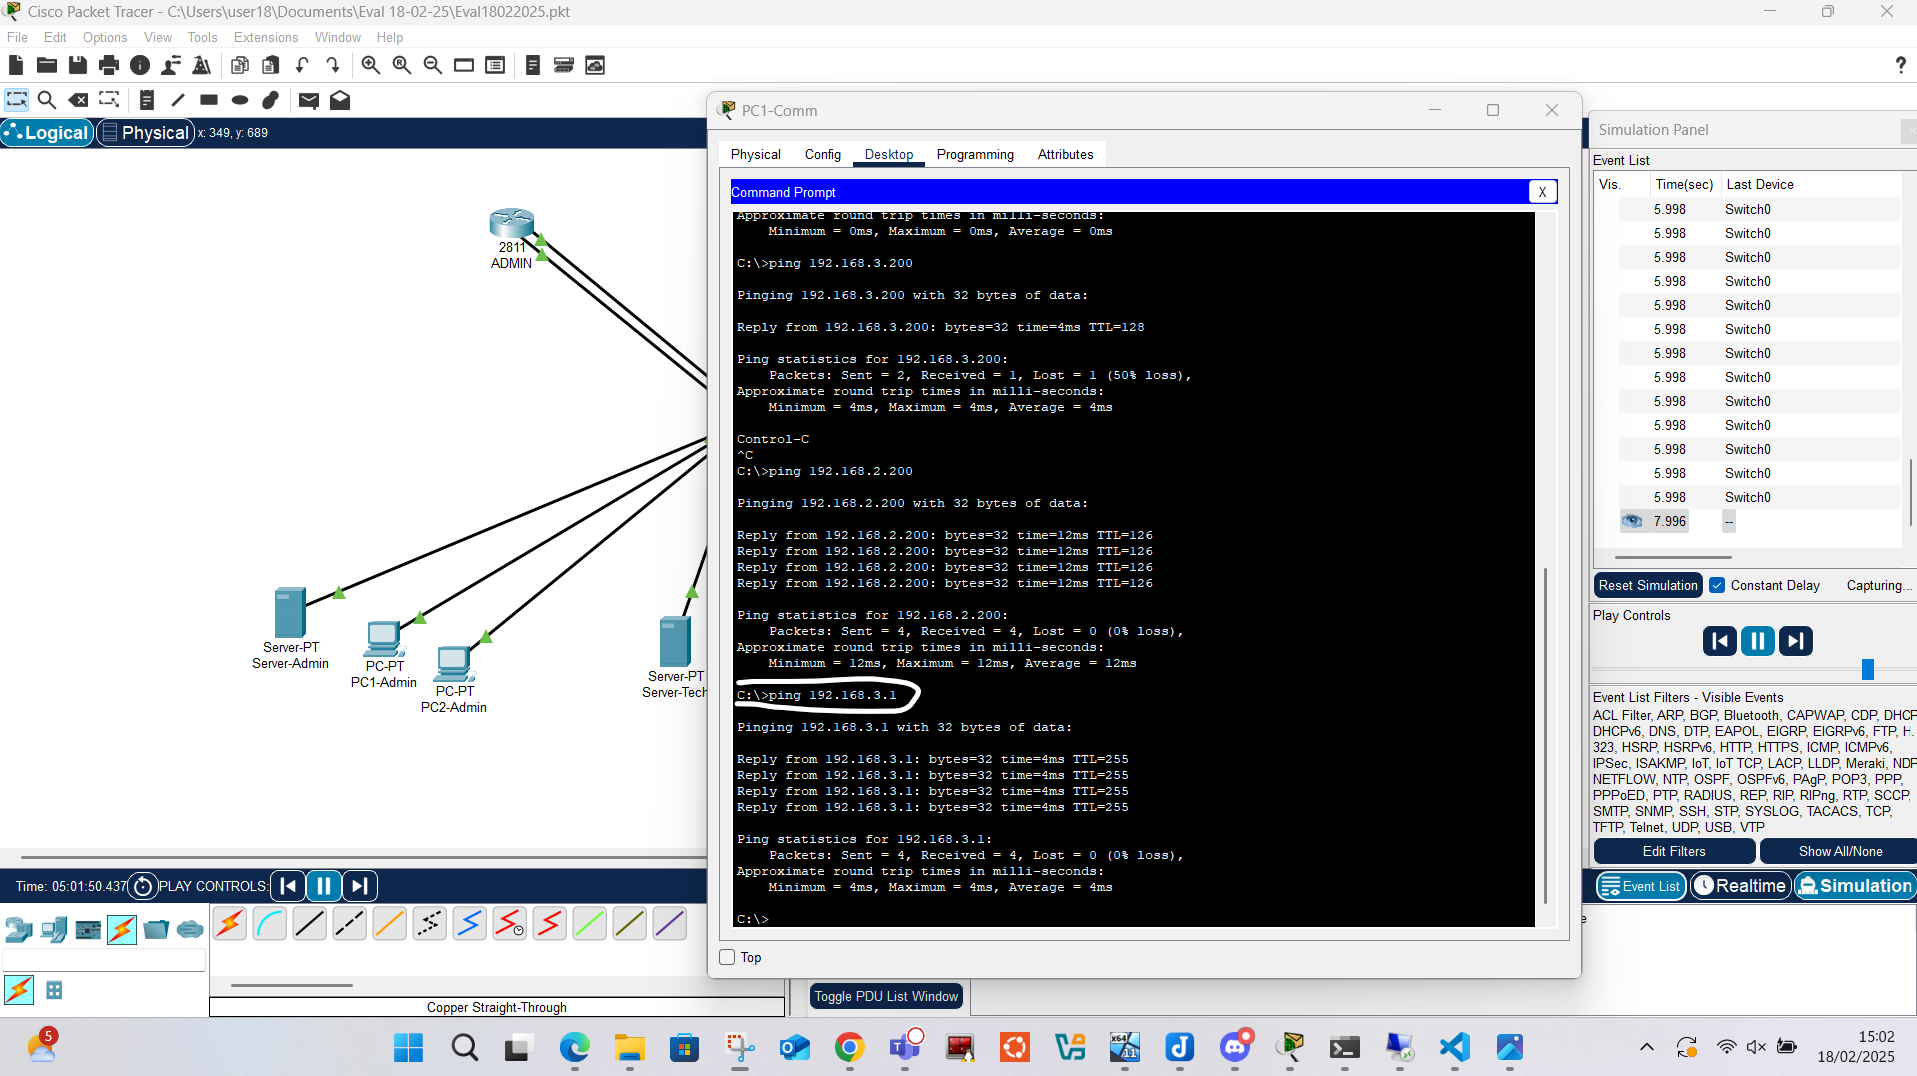 Cisco Packet Tracer - C:\Users\user18\Documents\Eval 18-02-25\Eval18022025.pkt
File Edit Options View Tools Extensions Window Help
Logical Physical x: 349, y: 689
2811
ADMIN
Server-PT
Server-Admin
PC-PT
PC1-Admin
PC-PT
PC2-Admin
Server-PT
Server-Tech
PC1-Comm
Physical Config Desktop Programming Attributes
Command Prompt X
Approximate round trip times in milli-seconds:
Minimum = 0ms, Maximum = 0ms, Average = 0ms
C:\>ping 192.168.3.200
Pinging 192.168.3.200 with 32 bytes of data:
Reply from 192.168.3.200: bytes=32 time=4ms TTL=128
Ping statistics for 192.168.3.200:
Packets: Sent = 2, Received = 1, Lost = 1 (50% loss),
Approximate round trip times in milli-seconds:
Minimum = 4ms, Maximum = 4ms, Average = 4ms
Control-C
^C
C:\>ping 192.168.2.200
Pinging 192.168.2.200 with 32 bytes of data:
Reply from 192.168.2.200: bytes=32 time=12ms TTL=126
Reply from 192.168.2.200: bytes=32 time=12ms TTL=126
Reply from 192.168.2.200: bytes=32 time=12ms TTL=126
Reply from 192.168.2.200: bytes=32 time=12ms TTL=126
Ping statistics for 192.168.2.200:
Packets: Sent = 4, Received = 4, Lost = 0 (0% loss),
Approximate round trip times in milli-seconds:
Minimum = 12ms, Maximum = 12ms, Average = 12ms
C:\>ping 192.168.3.1
Pinging 192.168.3.1 with 32 bytes of data:
Reply from 192.168.3.1: bytes=32 time=4ms TTL=255
Reply from 192.168.3.1: bytes=32 time=4ms TTL=255
Reply from 192.168.3.1: bytes=32 time=4ms TTL=255
Reply from 192.168.3.1: bytes=32 time=4ms TTL=255
Ping statistics for 192.168.3.1:
Packets: Sent = 4, Received = 4, Lost = 0 (0% loss),
Approximate round trip times in milli-seconds:
Minimum = 4ms, Maximum = 4ms, Average = 4ms
C:\>
Top
Simulation Panel
Event List
Vis. Time(sec) Last Device
5.998 Switch0
5.998 Switch0
5.998 Switch0
5.998 Switch0
5.998 Switch0
5.998 Switch0
5.998 Switch0
5.998 Switch0
5.998 Switch0
5.998 Switch0
5.998 Switch0
5.998 Switch0
5.998 Switch0
7.996 --
Reset Simulation Constant Delay Capturing...
Play Controls
Event List Filters - Visible Events
ACL Filter, ARP, BGP, Bluetooth, CAPWAP, CDP, DHCP
DHCPv6, DNS, DTP, EAPOL, EIGRP, EIGRPv6, FTP, H.
323, HSRP, HSRPv6, HTTP, HTTPS, ICMP, ICMPv6,
IPSec, ISAKMP, IoT, IoT TCP, LACP, LLDP, Meraki, NDP
NETFLOW, NTP, OSPF, OSPFv6, PAgP, POP3, PPP,
PPPoED, PTP, RADIUS, REP, RIP, RIPng, RTP, SCCP,
SMTP, SNMP, SSH, STP, SYSLOG, TACACS, TCP,
TFTP, Telnet, UDP, USB, VTP
Edit Filters Show All/None
Event List Realtime Simulation
Time: 05:01:50.437 PLAY CONTROLS:
Copper Straight-Through
Toggle PDU List Window
5
15:02
18/02/2025